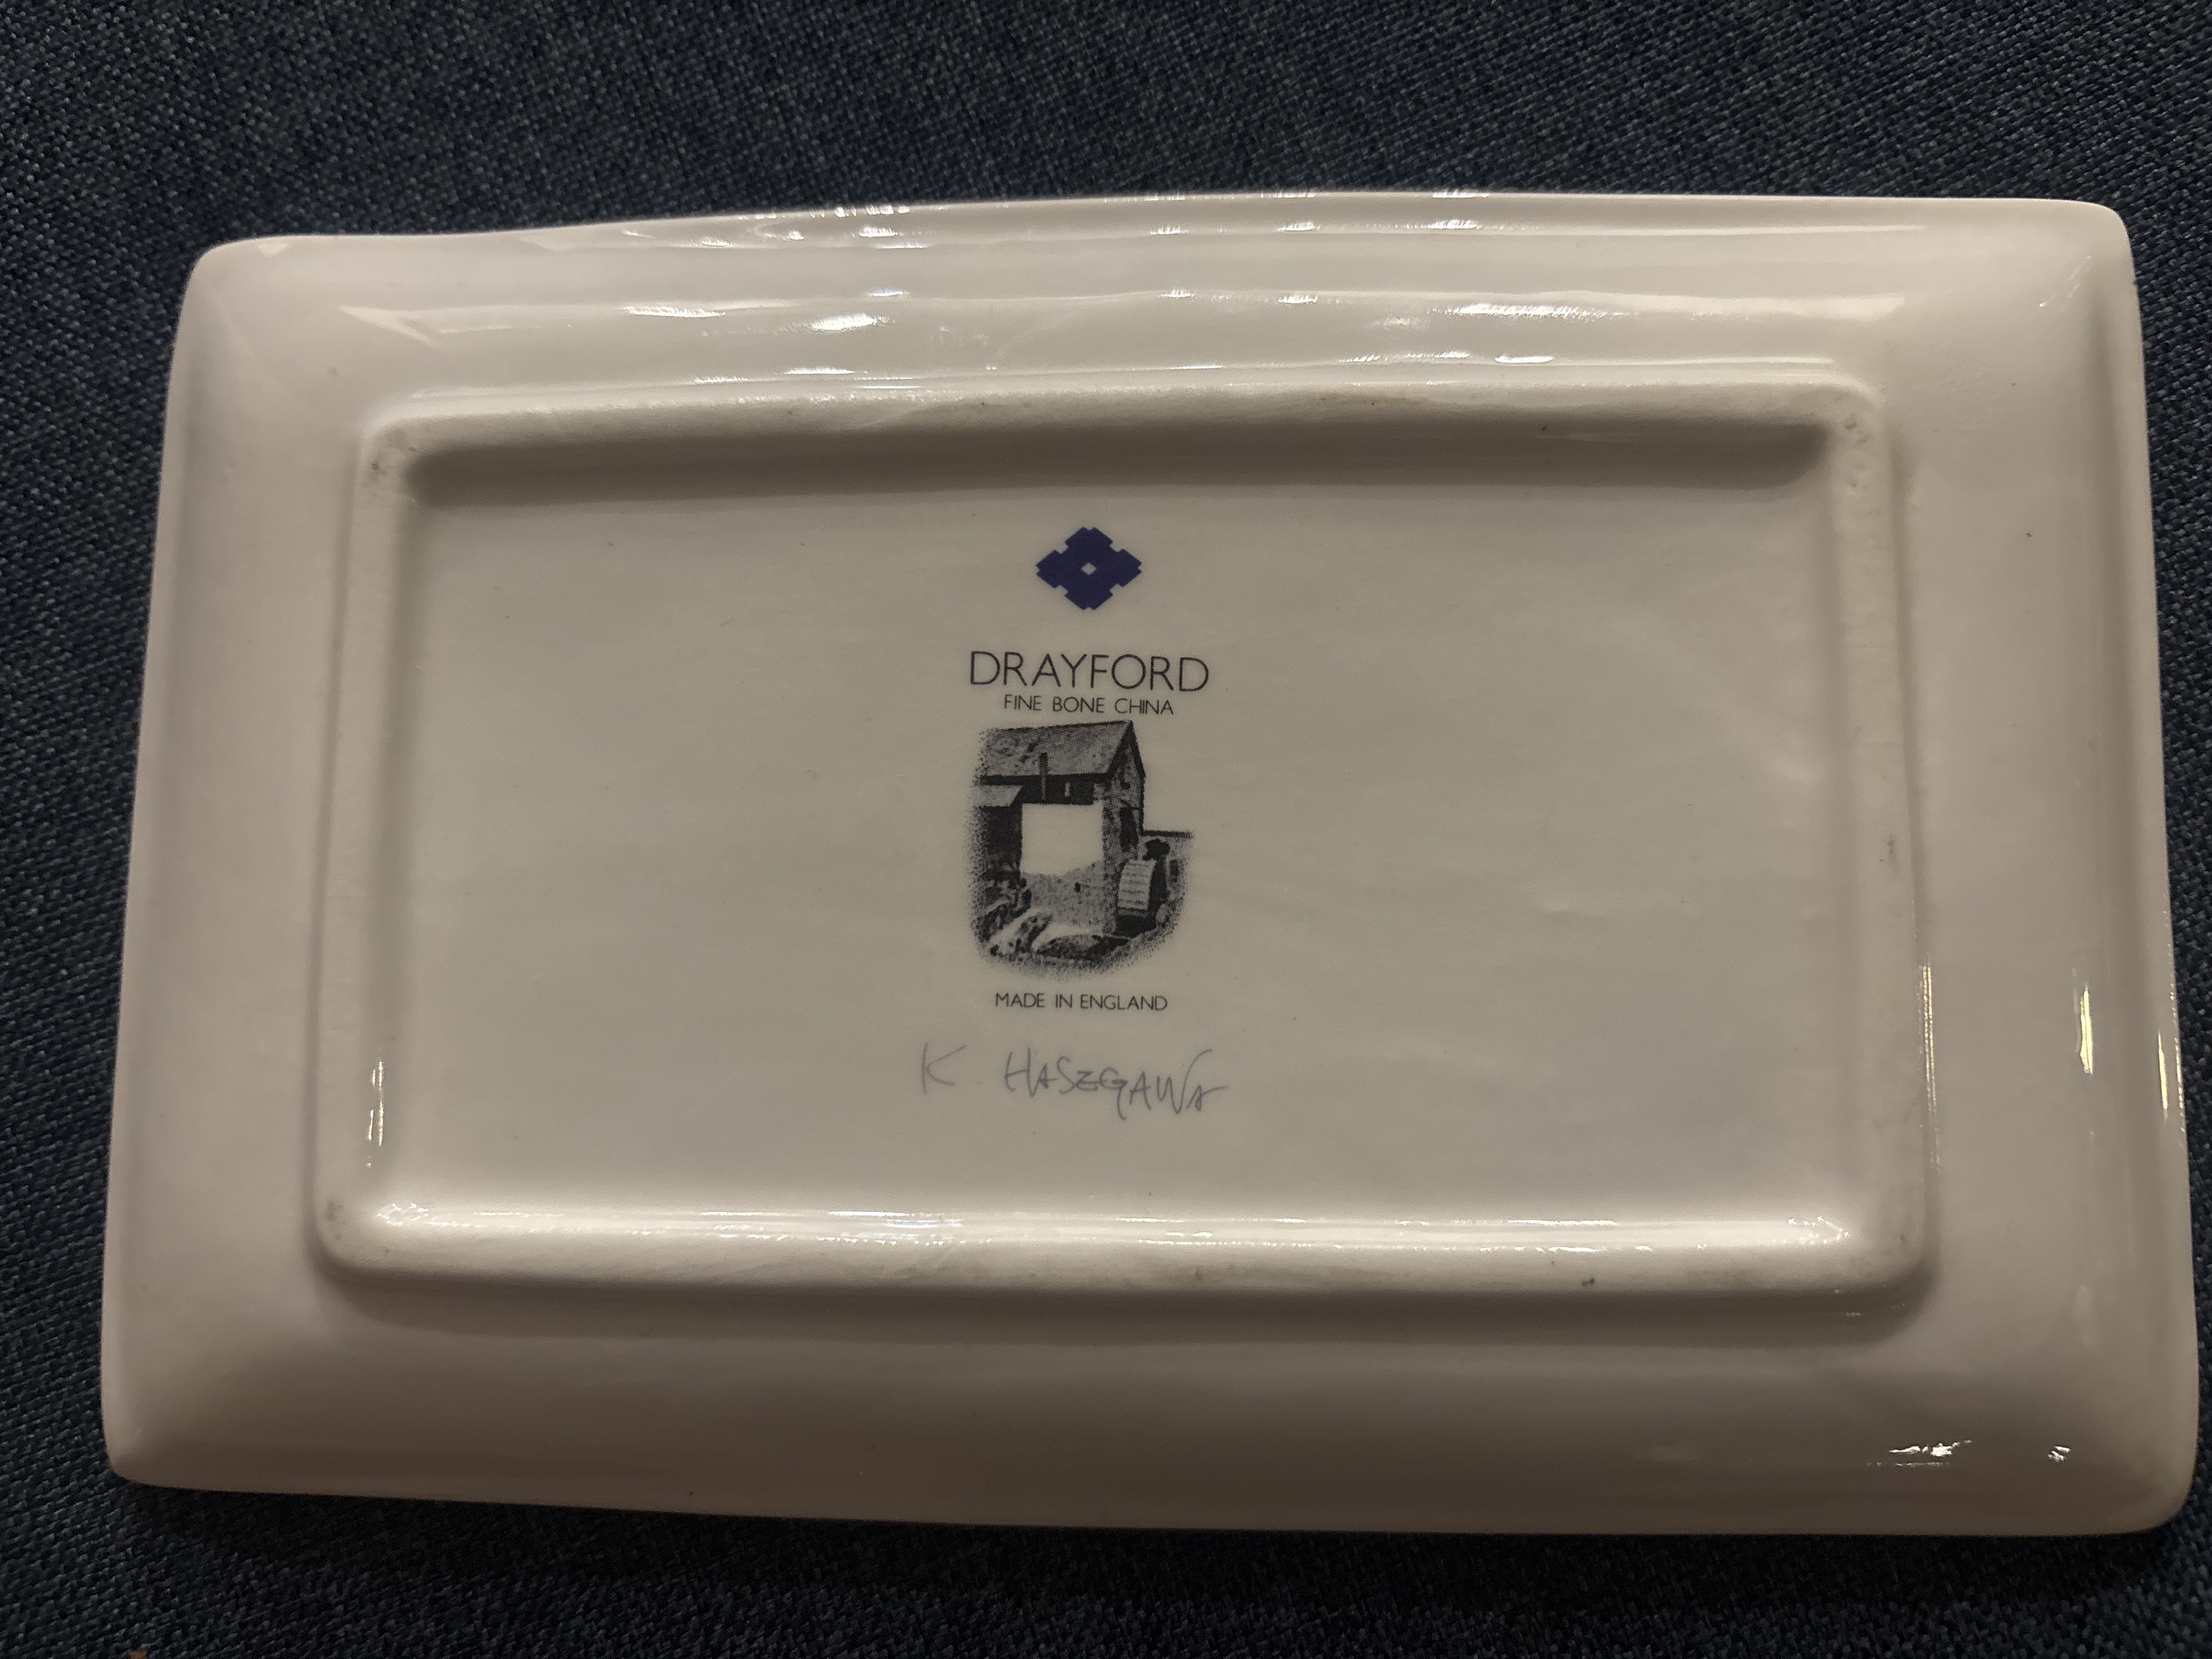 DRAYFORD
FINE BONE CHINA
MADE IN ENGLAND
K. HASEGAWA